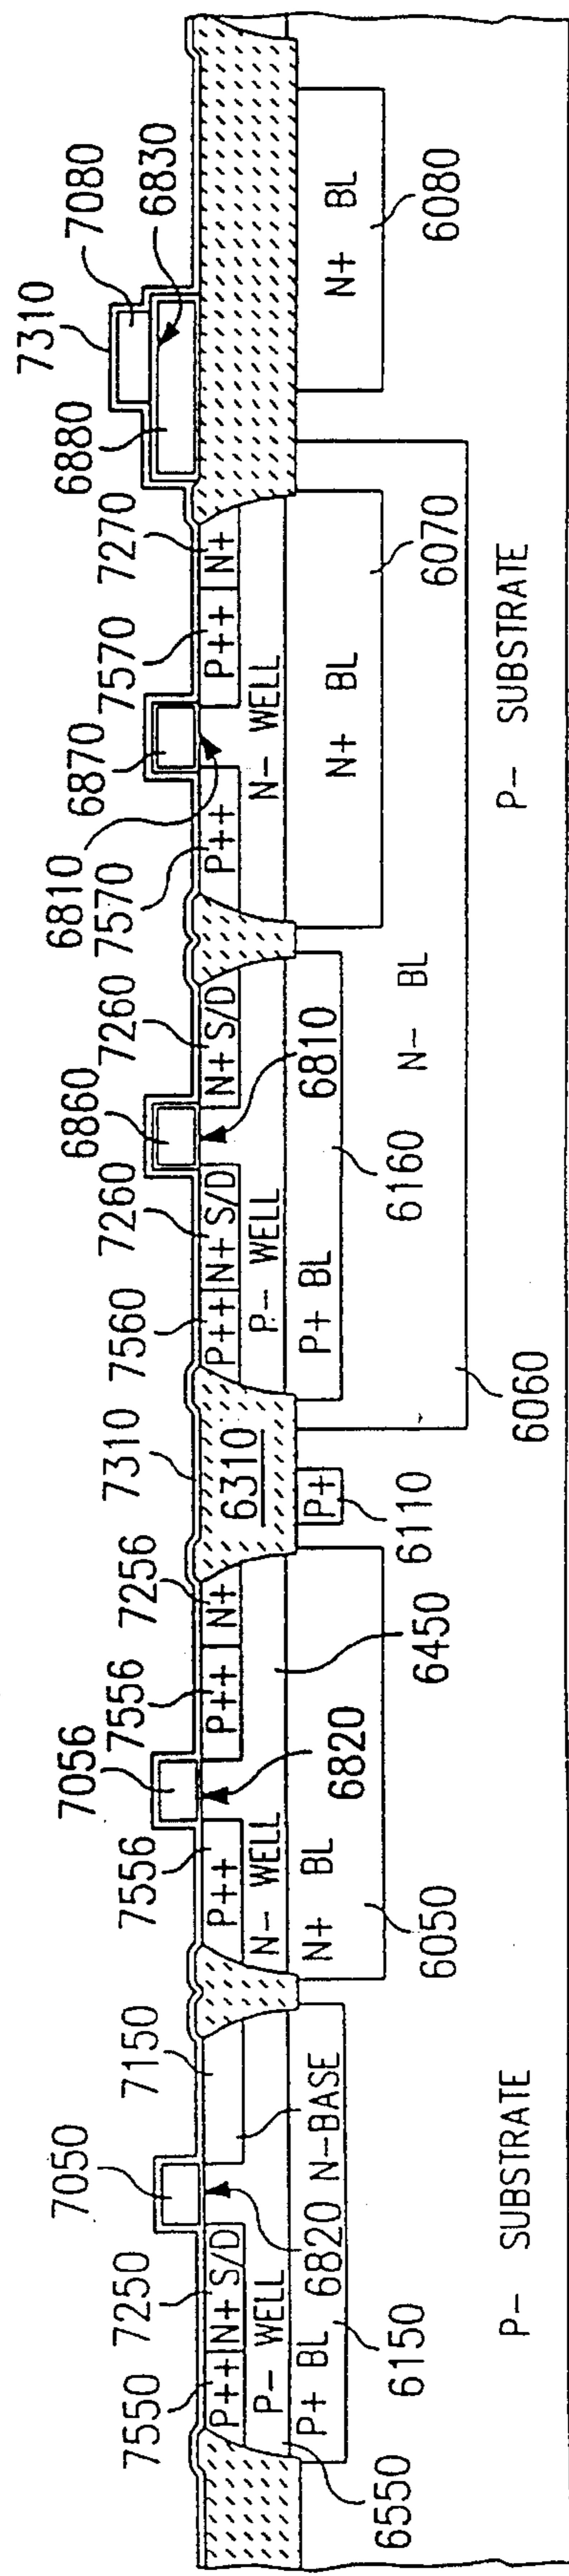 7310
7080
6830
6880
7270
7570
6870
6810
7570
7260
6860
7260
7560
7310
7256
7556
7056
7556
7150
7050
7250
7550
N+
P++
P++
N+ S/D
N+ S/D
P++
6310
N+
P++
P++
N+ S/D
P++
N- WELL
P- WELL
N- WELL
P- WELL
N+ BL
6080
N+ BL
6070
6810
P+ BL
6160
N- BL
6060
P+
6110
6450
6820
N+ BL
6050
N-BASE
6820
P+ BL
6150
6550
P- SUBSTRATE
P- SUBSTRATE